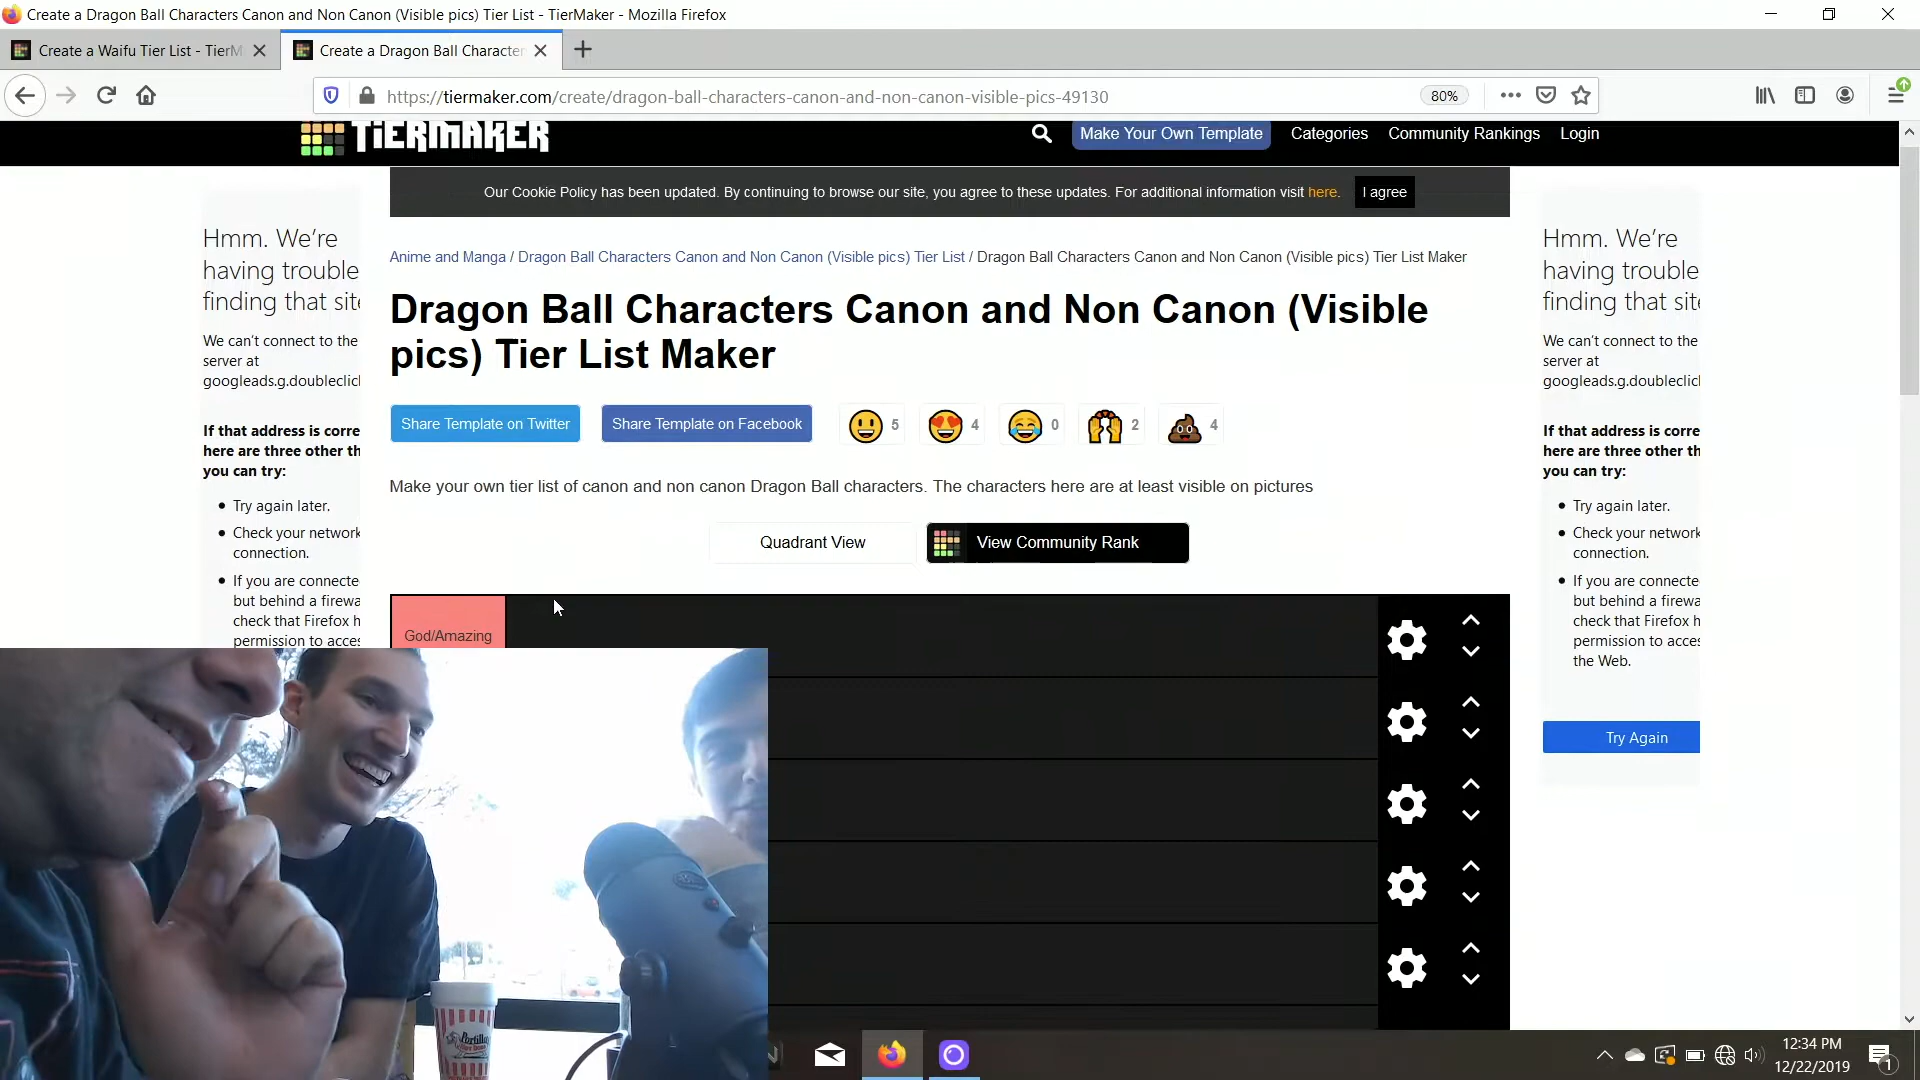 Create a Dragon Ball Characters Canon and Non Canon (Visible pics) Tier List - TierMaker - Mozilla Firefox
Create a Waifu Tier List - TierM
Create a Dragon Ball Character
https://tiermaker.com/create/dragon-ball-characters-canon-and-non-canon-visible-pics-49130
80%
TiERMAKER
Make Your Own Template
Categories
Community Rankings
Login
Our Cookie Policy has been updated. By continuing to browse our site, you agree to these updates. For additional information visit here.
I agree
Anime and Manga / Dragon Ball Characters Canon and Non Canon (Visible pics) Tier List / Dragon Ball Characters Canon and Non Canon (Visible pics) Tier List Maker
Dragon Ball Characters Canon and Non Canon (Visible
pics) Tier List Maker
Share Template on Twitter
Share Template on Facebook
5
4
0
2
4
Make your own tier list of canon and non canon Dragon Ball characters. The characters here are at least visible on pictures
Quadrant View
View Community Rank
God/Amazing
Hmm. We're
having trouble
finding that site
We can't connect to the
server at
googleads.g.doubleclic
If that address is corre
here are three other th
you can try:
Try again later.
Check your network
connection.
If you are connecte
but behind a firewa
check that Firefox h
permission to acces
Hmm. We're
having trouble
finding that site
We can't connect to the
server at
googleads.g.doubleclic
If that address is corre
here are three other th
you can try:
Try again later.
Check your network
connection.
If you are connecte
but behind a firewa
check that Firefox h
permission to acces
the Web.
Try Again
Portillo's
12:34 PM
12/22/2019
1